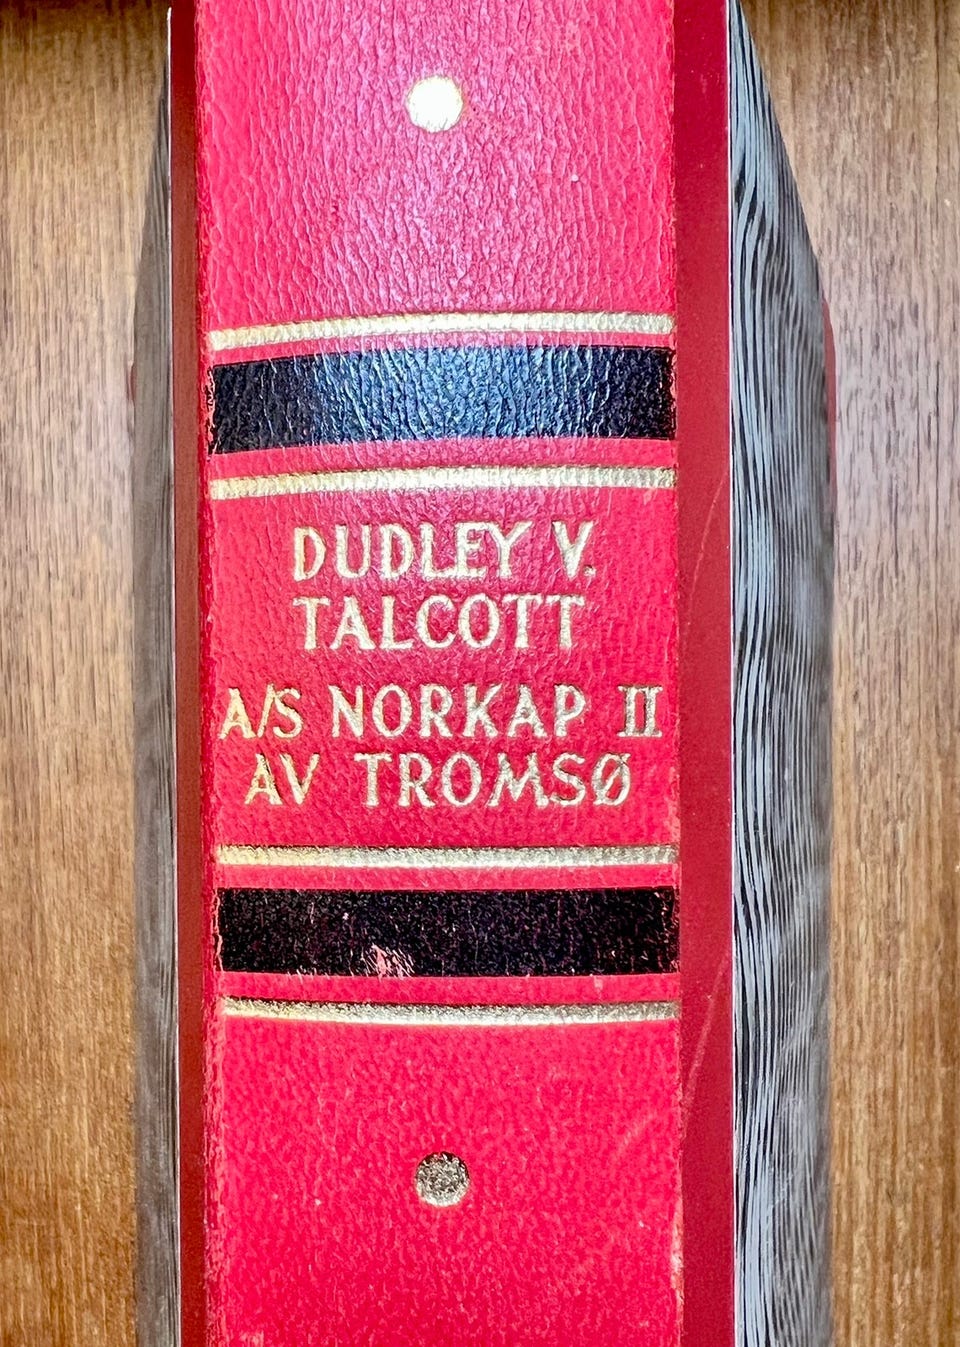 DUDLEY V.
TALCOTT
A/S NORKAP II
AV TROMSØ